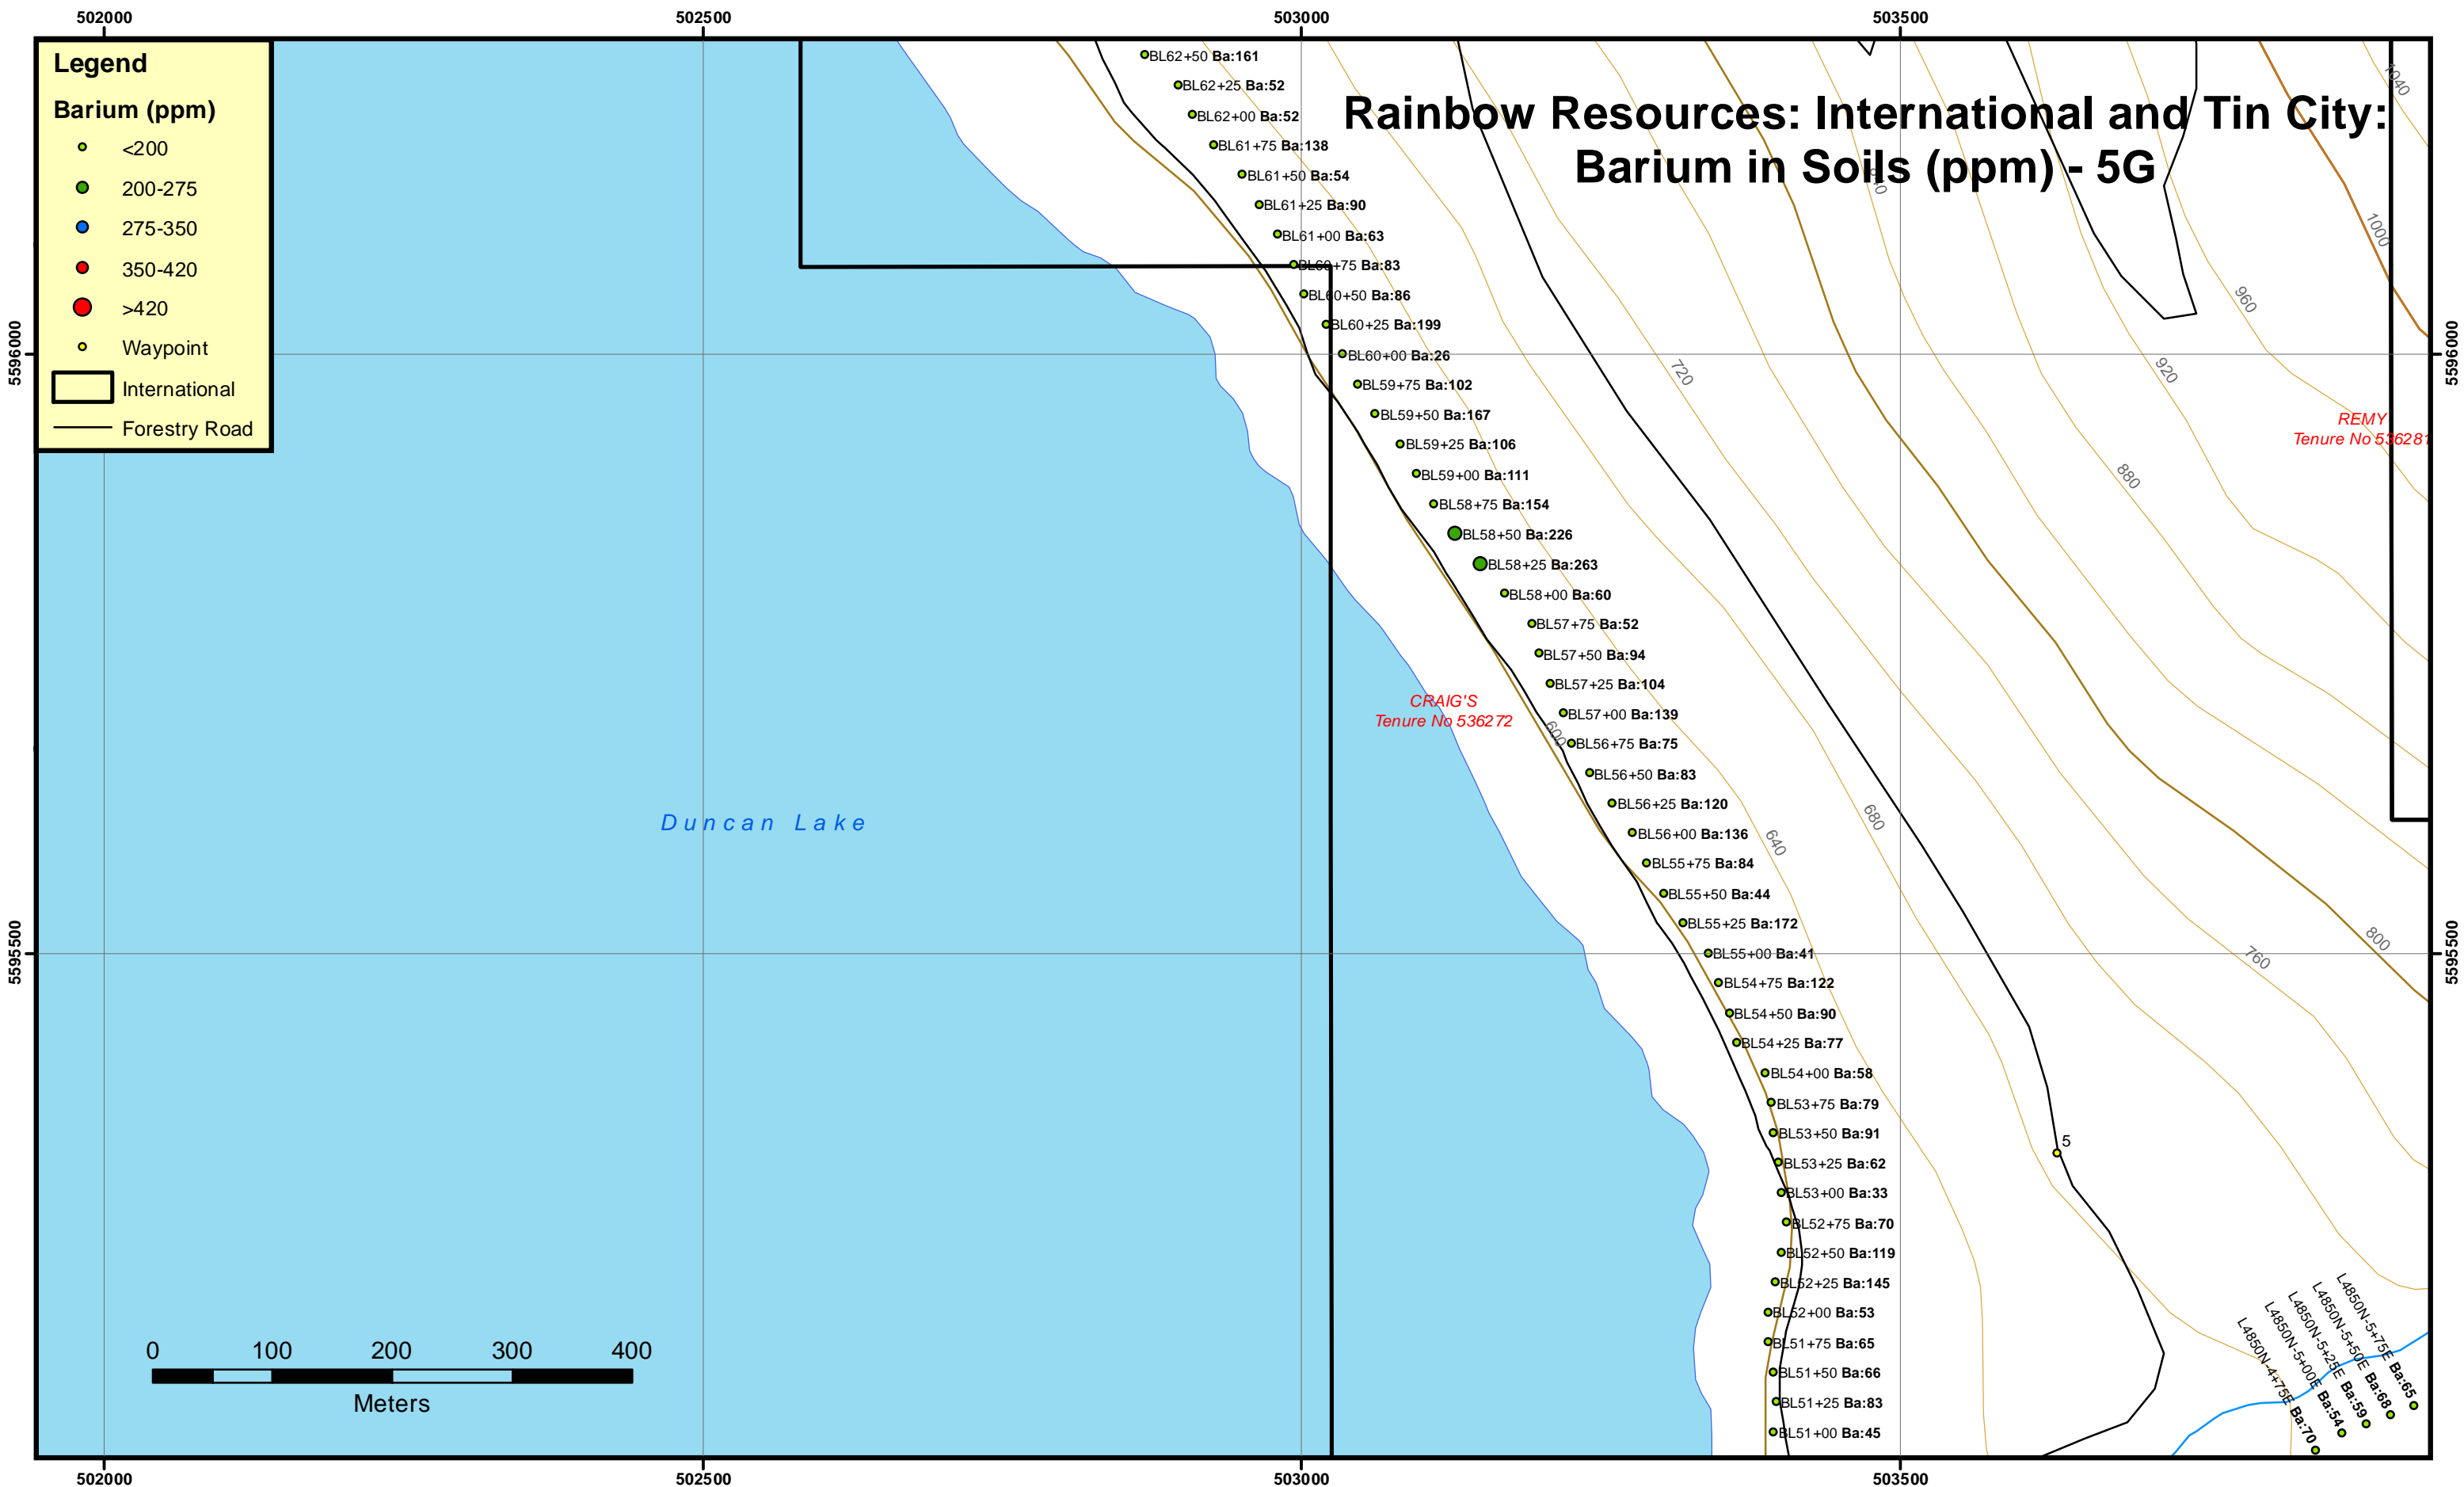 502000 502500 503000 503500
Legend
Barium (ppm)
<200
200-275
275-350
350-420
>420
Waypoint
International
Forestry Road
Rainbow Resources: International and Tin City:
Barium in Soils (ppm) - 5G
BL62+50 Ba:161
BL62+25 Ba:52
BL62+00 Ba:52
BL61+75 Ba:138
BL61+50 Ba:54
BL61+25 Ba:90
BL61+00 Ba:63
BL60+75 Ba:83
BL60+50 Ba:86
BL60+25 Ba:199
BL60+00 Ba:26
BL59+75 Ba:102
BL59+50 Ba:167
BL59+25 Ba:106
BL59+00 Ba:111
BL58+75 Ba:154
BL58+50 Ba:226
BL58+25 Ba:263
BL58+00 Ba:60
BL57+75 Ba:52
BL57+50 Ba:94
BL57+25 Ba:104
BL57+00 Ba:139
BL56+75 Ba:75
BL56+50 Ba:83
BL56+25 Ba:120
BL56+00 Ba:136
BL55+75 Ba:84
BL55+50 Ba:44
BL55+25 Ba:172
BL55+00 Ba:41
BL54+75 Ba:122
BL54+50 Ba:90
BL54+25 Ba:77
BL54+00 Ba:58
BL53+75 Ba:79
BL53+50 Ba:91
BL53+25 Ba:62
BL53+00 Ba:33
BL52+75 Ba:70
BL52+50 Ba:119
BL52+25 Ba:145
BL52+00 Ba:53
BL51+75 Ba:65
BL51+50 Ba:66
BL51+25 Ba:83
BL51+00 Ba:45
1040
1000
960
920
880
840
720
680
640
600
800
760
REMY
Tenure No 536281
CRAIG'S
Tenure No 536272
Duncan Lake
5
L4850N-4+75E Ba:70
L4850N-5+00E Ba:54
L4850N-5+25E Ba:59
L4850N-5+50E Ba:68
L4850N-5+75E Ba:65
0 100 200 300 400
Meters
5596000
5595500
5596000
5595500
502000 502500 503000 503500